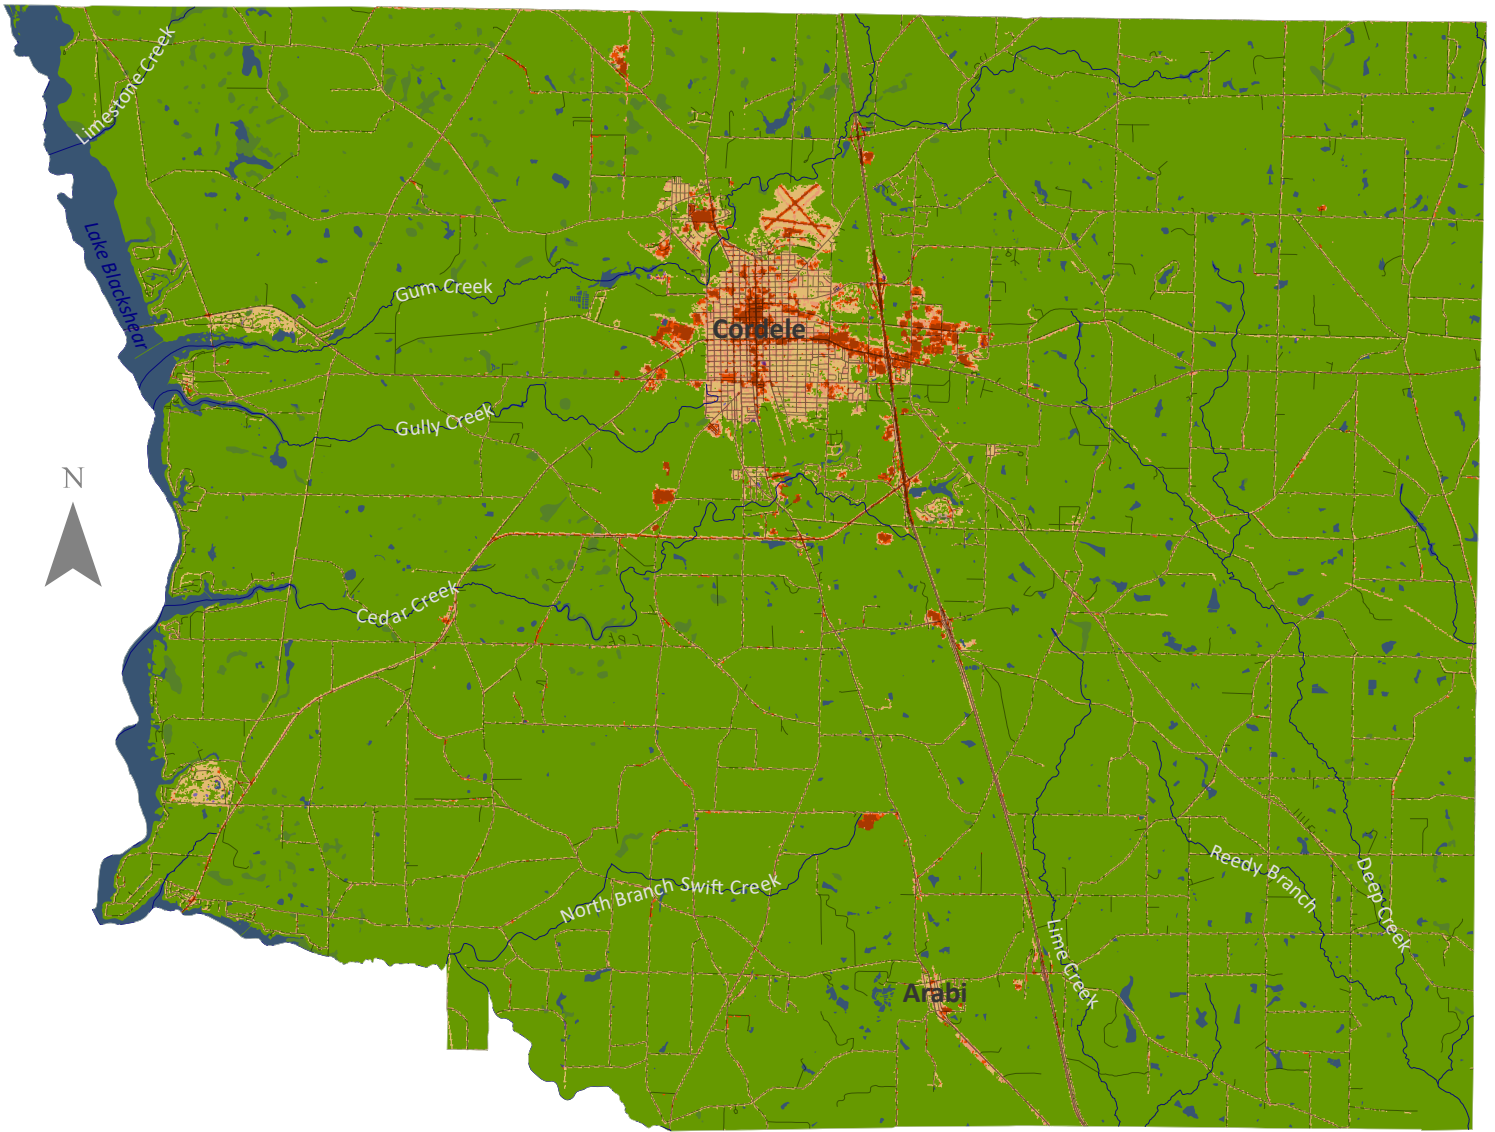 Limestone Creek
Lake Blackshear
Gum Creek
Cordele
Gully Creek
N
Cedar Creek
Reedy Branch
Deep Creek
North Branch Swift Creek
Lime Creek
Arabi